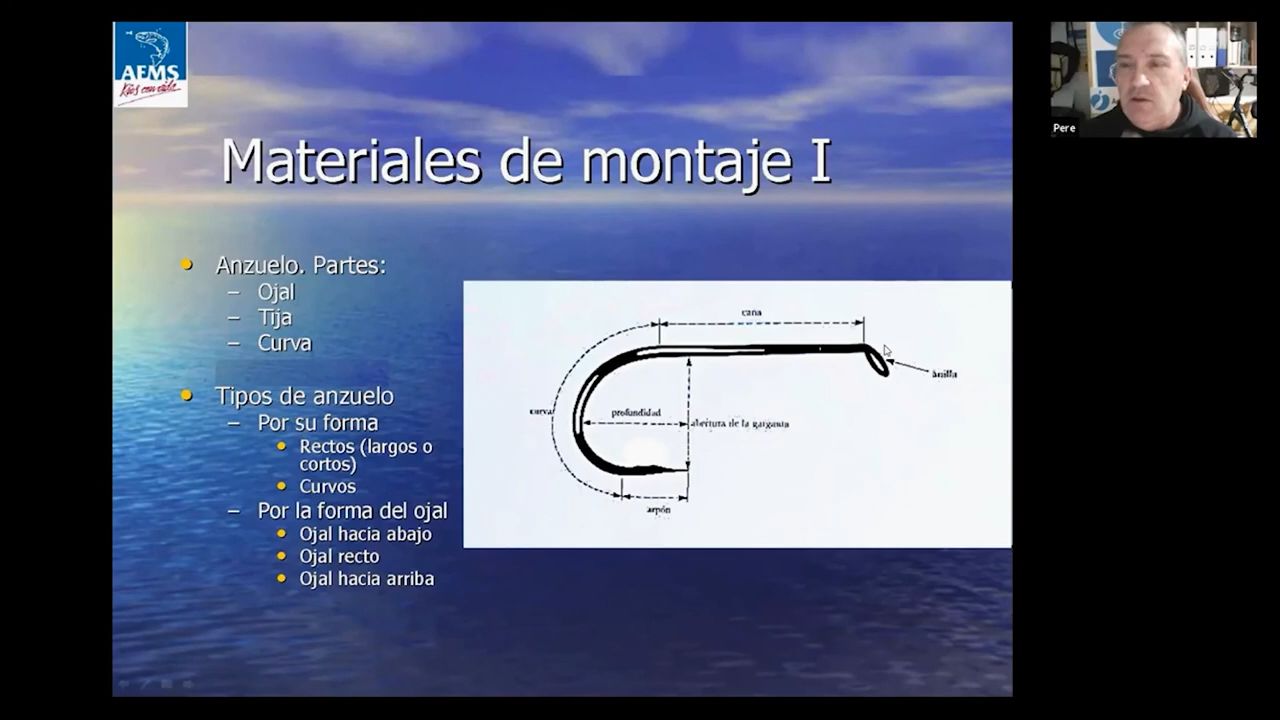 AEMS
Ríos con vida
Materiales de montaje I
Anzuelo. Partes:
– Ojal
– Tija
– Curva
Tipos de anzuelo
– Por su forma
Rectos (largos o
cortos)
Curvos
– Por la forma del ojal
Ojal hacia abajo
Ojal recto
Ojal hacia arriba
caña
anilla
curva
profundidad
abertura de la garganta
arpón
Pere